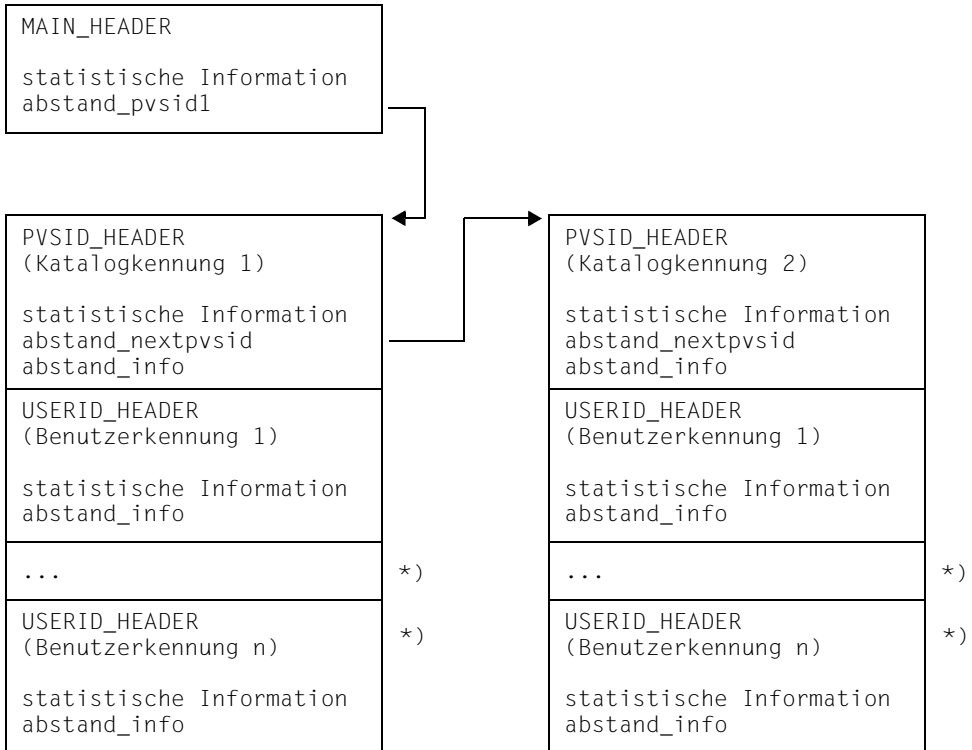 MAIN_HEADER
statistische Information
abstand_pvsid1
PVSID_HEADER
(Katalogkennung 1)
statistische Information
abstand_nextpvsid
abstand_info
USERID_HEADER
(Benutzerkennung 1)
statistische Information
abstand_info
... *)
USERID_HEADER
(Benutzerkennung n) *)
statistische Information
abstand_info
PVSID_HEADER
(Katalogkennung 2)
statistische Information
abstand_nextpvsid
abstand_info
USERID_HEADER
(Benutzerkennung 1)
statistische Information
abstand_info
... *)
USERID_HEADER
(Benutzerkennung n) *)
statistische Information
abstand_info